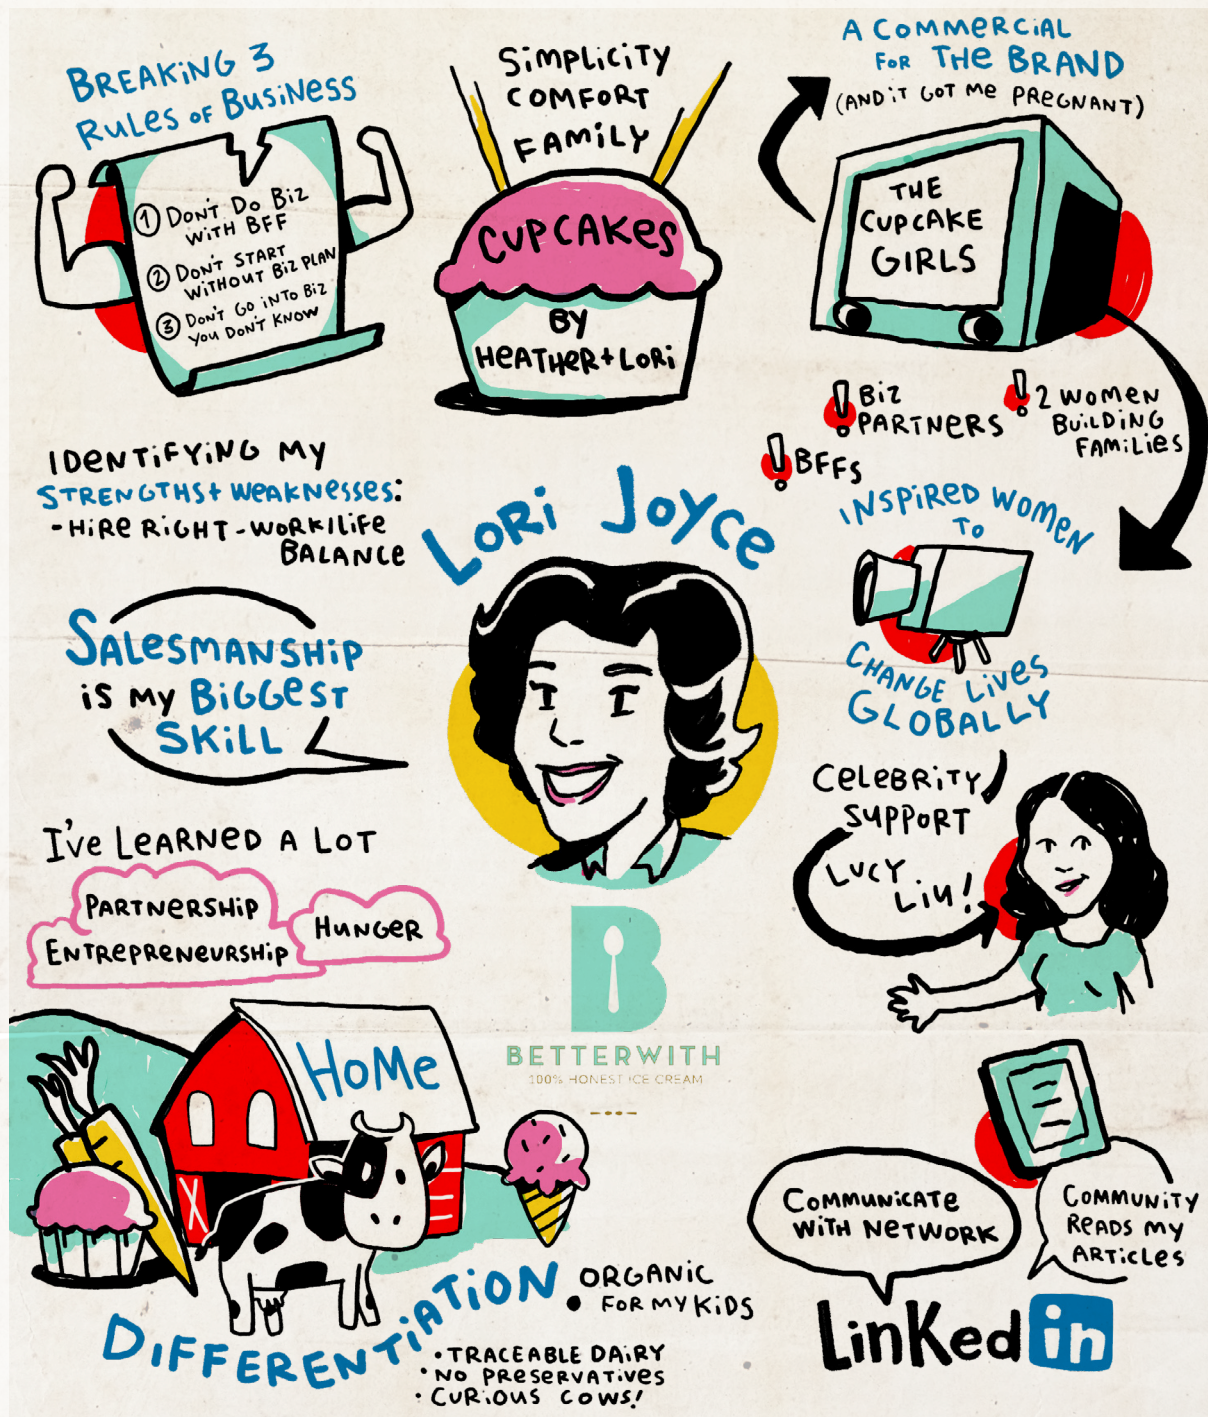 BREAKING 3
RULES OF BUSINESS
① DON'T DO BIZ
WITH BFF
② DON'T START
WITHOUT BIZ PLAN
③ DON'T GO INTO BIZ
YOU DON'T KNOW
SIMPLICITY
COMFORT
FAMILY
CUPCAKES
BY
HEATHER + LORI
A COMMERCIAL
FOR THE BRAND
(AND IT GOT ME PREGNANT)
THE
CUPCAKE
GIRLS
! BIZ
PARTNERS
! 2 WOMEN
BUILDING
FAMILIES
! BFFS
IDENTIFYING MY
STRENGTHS + WEAKNESSES:
- HIRE RIGHT - WORK/LIFE
BALANCE
LORI JOYCE
INSPIRED WOMEN
TO
CHANGE LIVES
GLOBALLY
SALESMANSHIP
IS MY BIGGEST
SKILL
CELEBRITY
SUPPORT
LUCY
LIU!
I'VE LEARNED A LOT
PARTNERSHIP
ENTREPRENEURSHIP
HUNGER
B
BETTERWITH
100% HONEST ICE CREAM
HOME
DIFFERENTIATION
• ORGANIC
FOR MY KIDS
• TRACEABLE DAIRY
• NO PRESERVATIVES
• CURIOUS COWS!
COMMUNICATE
WITH NETWORK
COMMUNITY
READS MY
ARTICLES
LinKed in